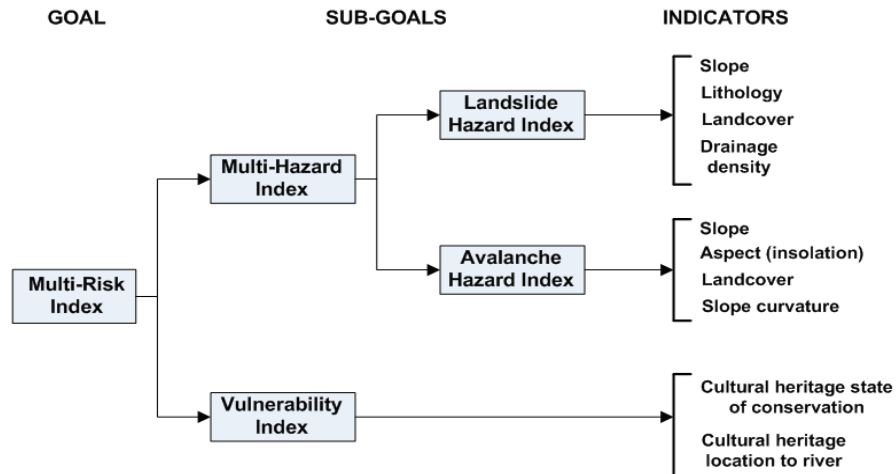 GOAL
SUB-GOALS
INDICATORS
Landslide
Hazard Index
Slope
Lithology
Landcover
Drainage
density
Multi-Hazard
Index
Avalanche
Hazard Index
Slope
Aspect (insolation)
Landcover
Slope curvature
Multi-Risk
Index
Vulnerability
Index
Cultural heritage state
of conservation
Cultural heritage
location to river